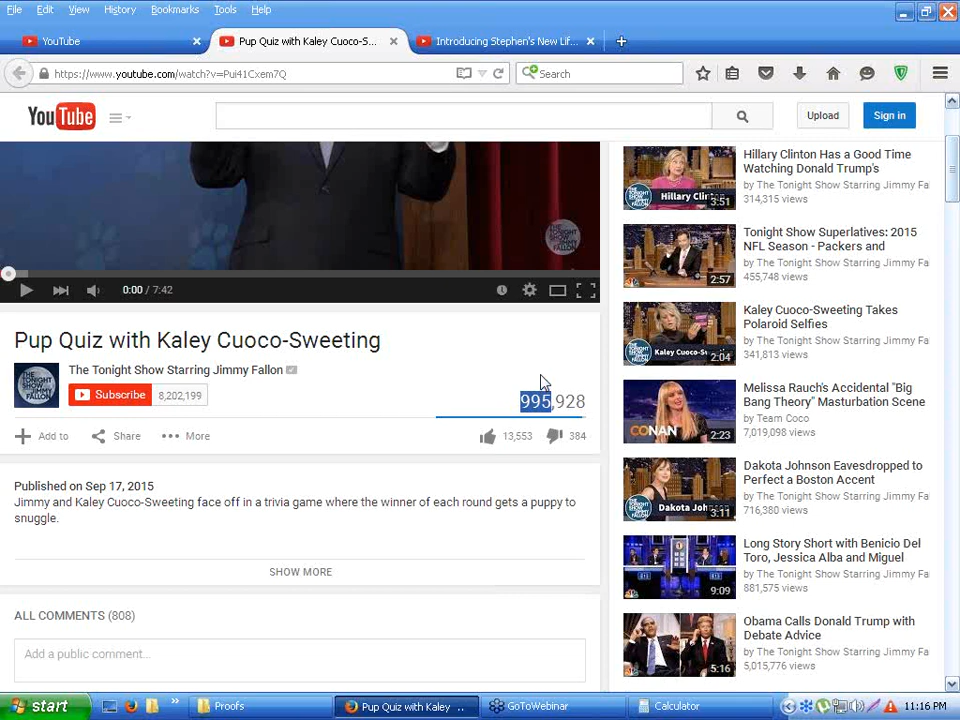 File Edit View History Bookmarks Tools Help
YouTube
Pup Quiz with Kaley Cuoco-S...
Introducing Stephen's New Lif...
https://www.youtube.com/watch?v=Pui41Cxem7Q
Search
YouTube
Upload
Sign in
THE TONIGHT SHOW
0:00 / 7:42
Pup Quiz with Kaley Cuoco-Sweeting
THE TONIGHT SHOW
The Tonight Show Starring Jimmy Fallon
Subscribe 8,202,199
995,928
Add to Share More 13,553 384
Published on Sep 17, 2015
Jimmy and Kaley Cuoco-Sweeting face off in a trivia game where the winner of each round gets a puppy to
snuggle.
SHOW MORE
ALL COMMENTS (808)
Add a public comment...
Hillary Clin
3:51
Hillary Clinton Has a Good Time
Watching Donald Trump's
by The Tonight Show Starring Jimmy Fa
314,315 views
2:57
Tonight Show Superlatives: 2015
NFL Season - Packers and
by The Tonight Show Starring Jimmy Fa
455,748 views
Kaley Cuoco-S
2:04
Kaley Cuoco-Sweeting Takes
Polaroid Selfies
by The Tonight Show Starring Jimmy Fa
341,813 views
CONAN
2:23
Melissa Rauch's Accidental "Big
Bang Theory" Masturbation Scene
by Team Coco
7,019,098 views
Dakota Joh
3:11
Dakota Johnson Eavesdropped to
Perfect a Boston Accent
by The Tonight Show Starring Jimmy Fa
716,380 views
9:09
Long Story Short with Benicio Del
Toro, Jessica Alba and Miguel
by The Tonight Show Starring Jimmy Fa
881,575 views
5:16
Obama Calls Donald Trump with
Debate Advice
by The Tonight Show Starring Jimmy Fa
5,015,776 views
start
Proofs
Pup Quiz with Kaley ...
GoToWebinar
Calculator
11:16 PM